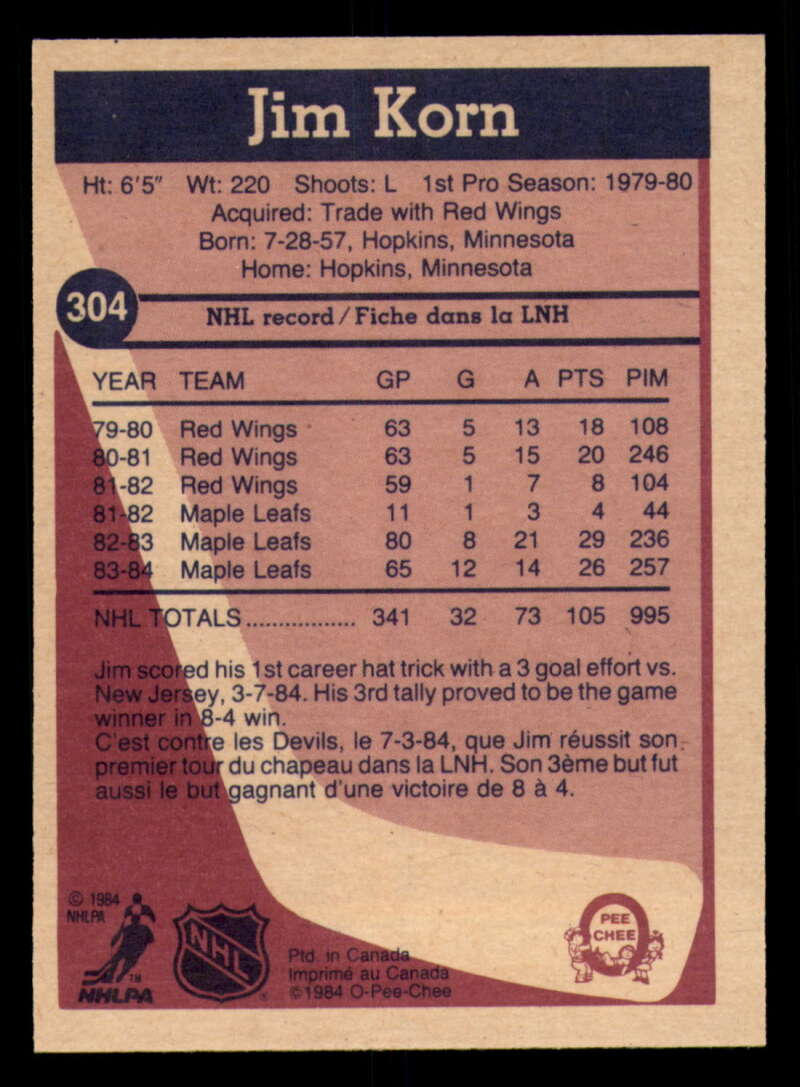 Jim Korn
Ht: 6'5" Wt: 220 Shoots: L 1st Pro Season: 1979-80
Acquired: Trade with Red Wings
Born: 7-28-57, Hopkins, Minnesota
Home: Hopkins, Minnesota
304
NHL record / Fiche dans la LNH
YEAR TEAM GP G A PTS PIM
79-80 Red Wings 63 5 13 18 108
80-81 Red Wings 63 5 15 20 246
81-82 Red Wings 59 1 7 8 104
81-82 Maple Leafs 11 1 3 4 44
82-83 Maple Leafs 80 8 21 29 236
83-84 Maple Leafs 65 12 14 26 257
NHL TOTALS................. 341 32 73 105 995
Jim scored his 1st career hat trick with a 3 goal effort vs.
New Jersey, 3-7-84. His 3rd tally proved to be the game
winner in 8-4 win.
C'est contre les Devils, le 7-3-84, que Jim réussit son
premier tour du chapeau dans la LNH. Son 3ème but fut
aussi le but gagnant d'une victoire de 8 à 4.
© 1984
NHLPA
TM
NHLPA
NHL
®
Ptd. in Canada
Imprimé au Canada
©1984 O-Pee-Chee
PEE
CHEE